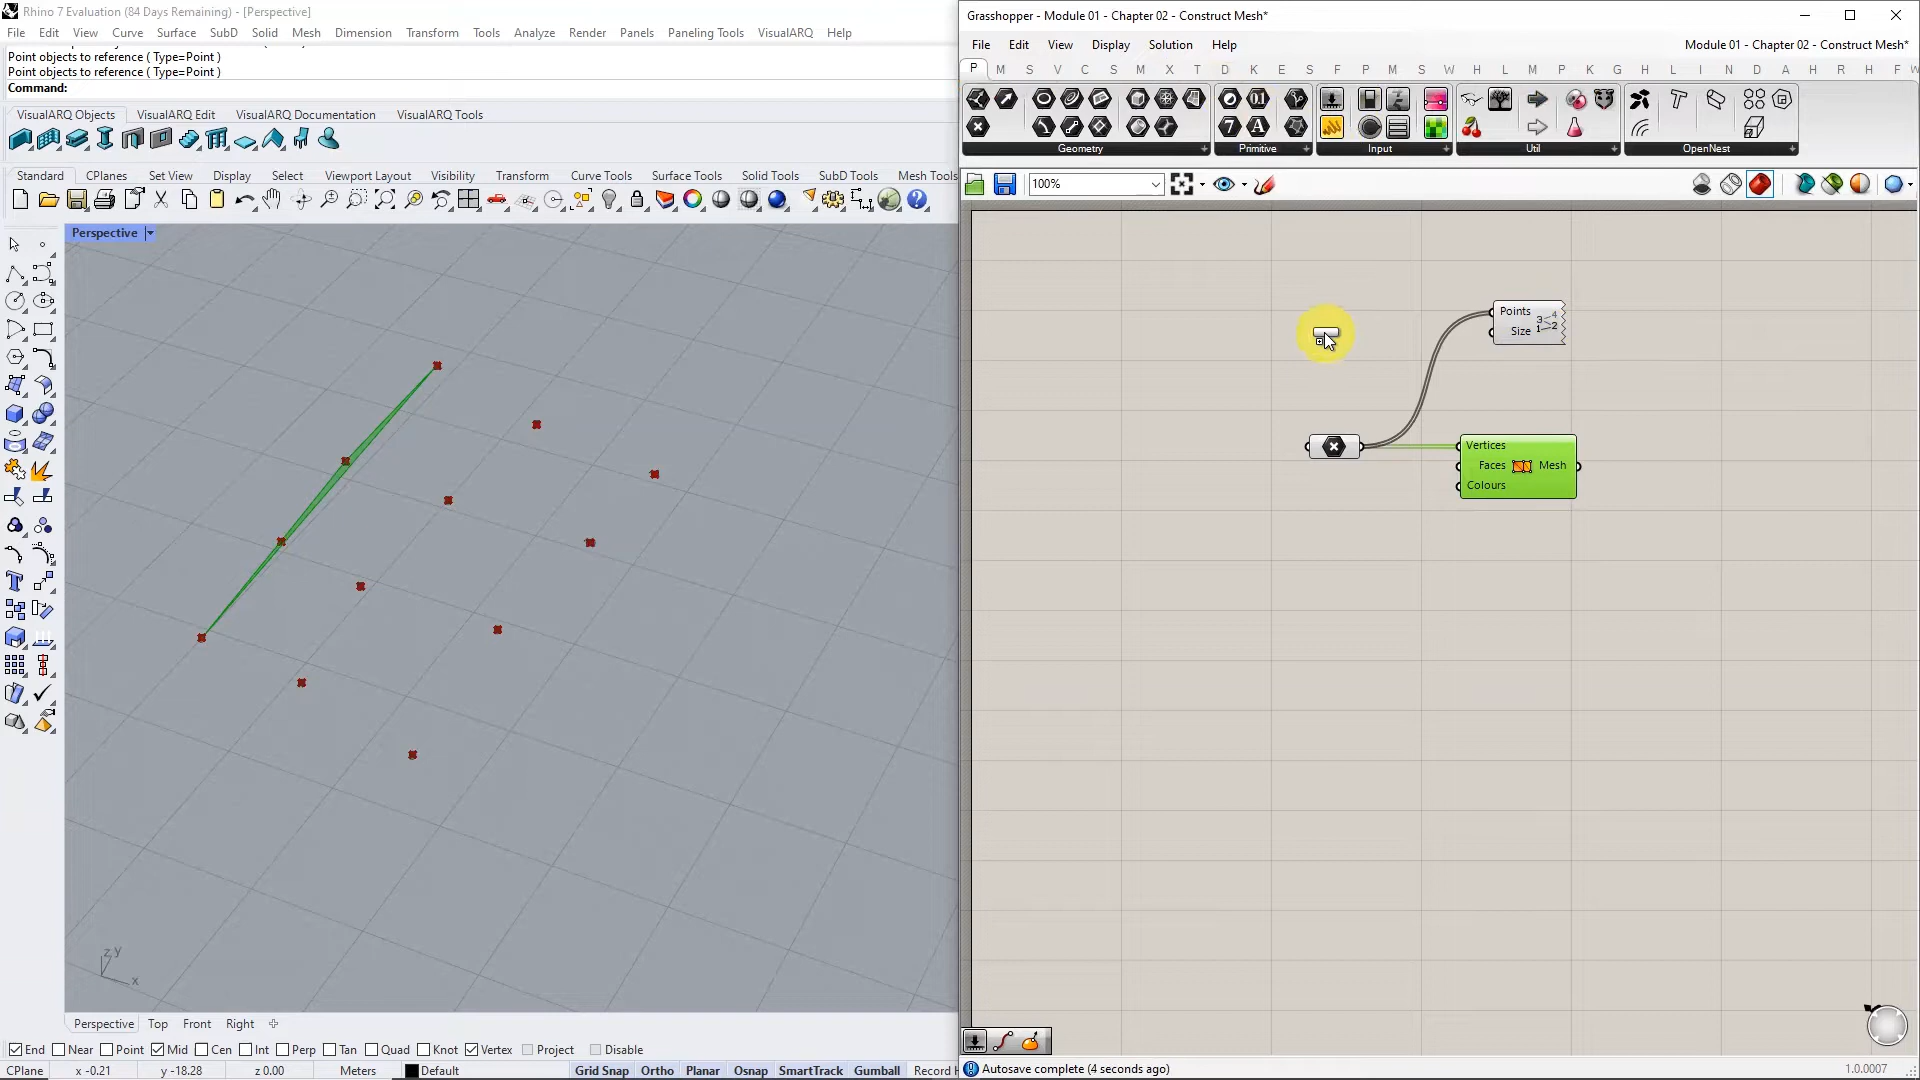 Rhino 7 Evaluation (84 Days Remaining) - [Perspective]
File Edit View Curve Surface SubD Solid Mesh Dimension Transform Tools Analyze Render Panels Paneling Tools VisualARQ Help
Point objects to reference ( Type=Point )
Point objects to reference ( Type=Point )
Command:
VisualARQ Objects VisualARQ Edit VisualARQ Documentation VisualARQ Tools
Standard CPlanes Set View Display Select Viewport Layout Visibility Transform Curve Tools Surface Tools Solid Tools SubD Tools Mesh Tools
Perspective
z y
x
Perspective Top Front Right
End Near Point Mid Cen Int Perp Tan Quad Knot Vertex Project Disable
CPlane x -0.21 y -18.28 z 0.00 Meters Default Grid Snap Ortho Planar Osnap SmartTrack Gumball Record H
Grasshopper - Module 01 - Chapter 02 - Construct Mesh*
File Edit View Display Solution Help Module 01 - Chapter 02 - Construct Mesh*
P M S V C S M X T D K E S F P M S W H L M P K G H L I N D A H R H F W
Geometry Primitive Input Util OpenNest
100%
Points
Size
3 4
1 2
Vertices
Faces Mesh
Colours
Autosave complete (4 seconds ago) 1.0.0007